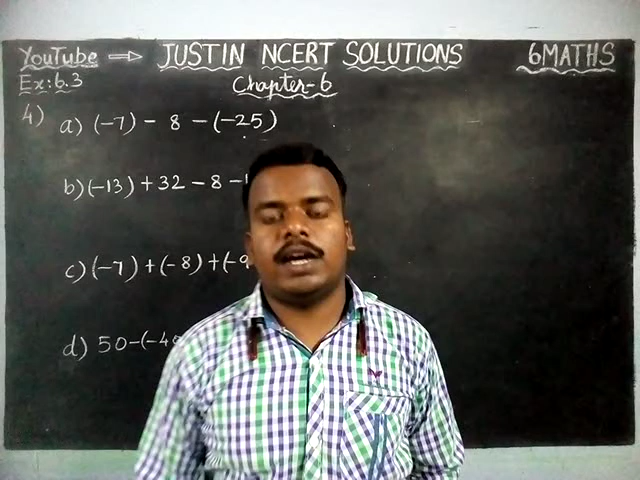 YouTube → JUSTIN NCERT SOLUTIONS 6MATHS
Ex:6.3 Chapter-6
4) a) (-7) - 8 - (-25)
b) (-13) + 32 - 8 -
c) (-7) + (-8) + (-9
d) 50-(-40